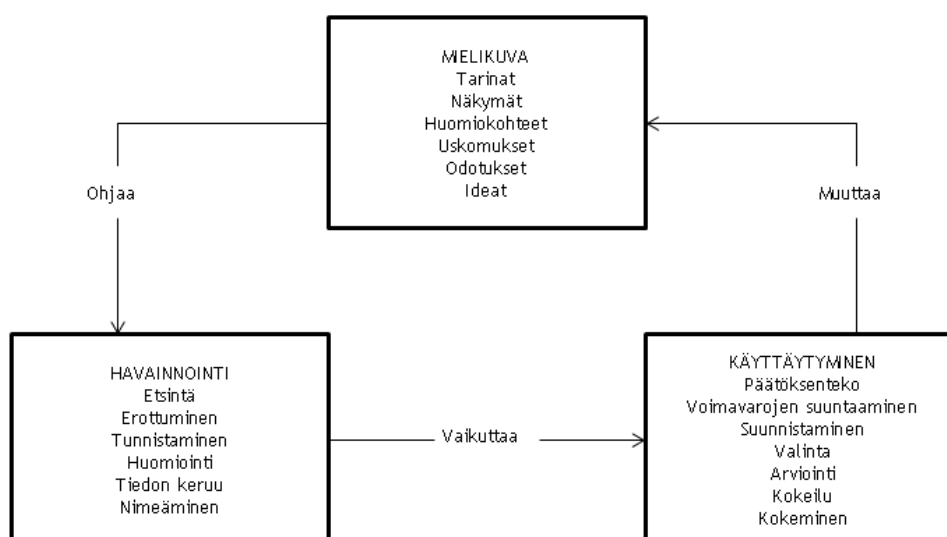 MIELIKUVA
Tarinat
Näkymät
Huomiokohteet
Uskomukset
Odotukset
Ideat
Ohjaa
Muuttaa
HAVAINNOINTI
Etsintä
Erottuminen
Tunnistaminen
Huomiointi
Tiedon keruu
Nimeäminen
Vaikuttaa
KÄYTTÄYTYMINEN
Päätöksenteko
Voimavarojen suuntaaminen
Suunnistaminen
Valinta
Arviointi
Kokeilu
Kokeminen